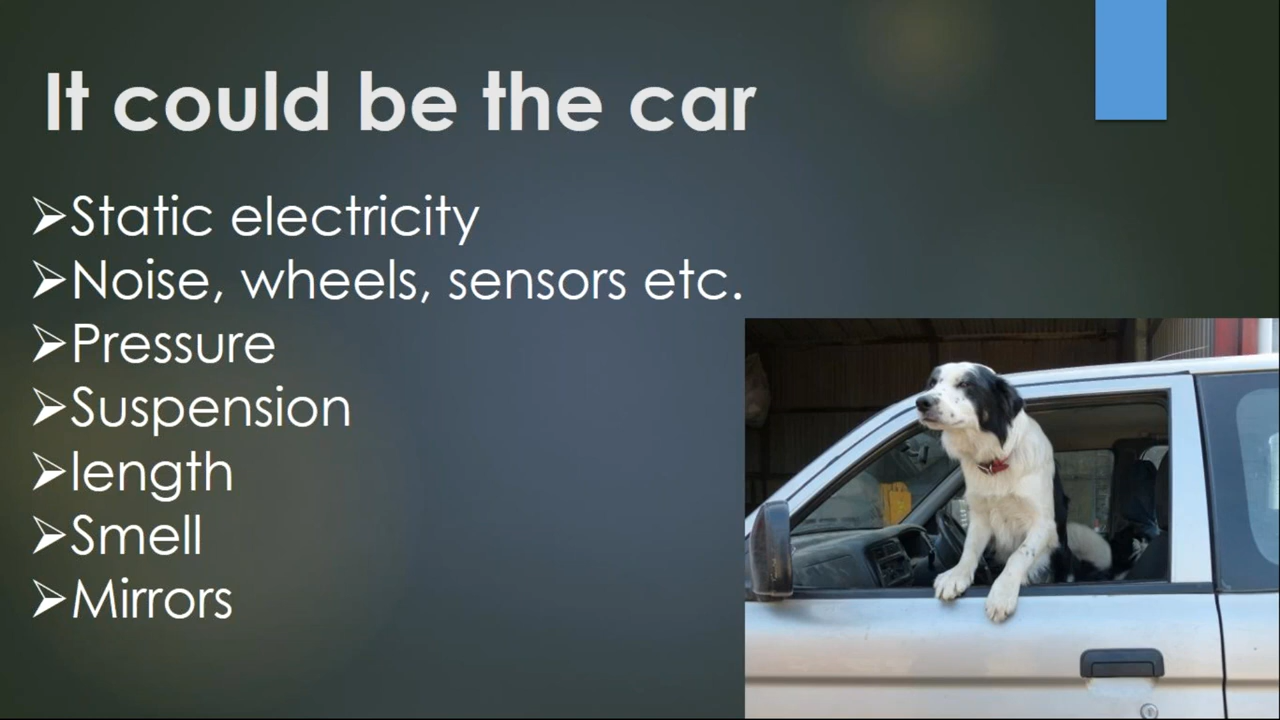 It could be the car
➢Static electricity
➢Noise, wheels, sensors etc.
➢Pressure
➢Suspension
➢length
➢Smell
➢Mirrors